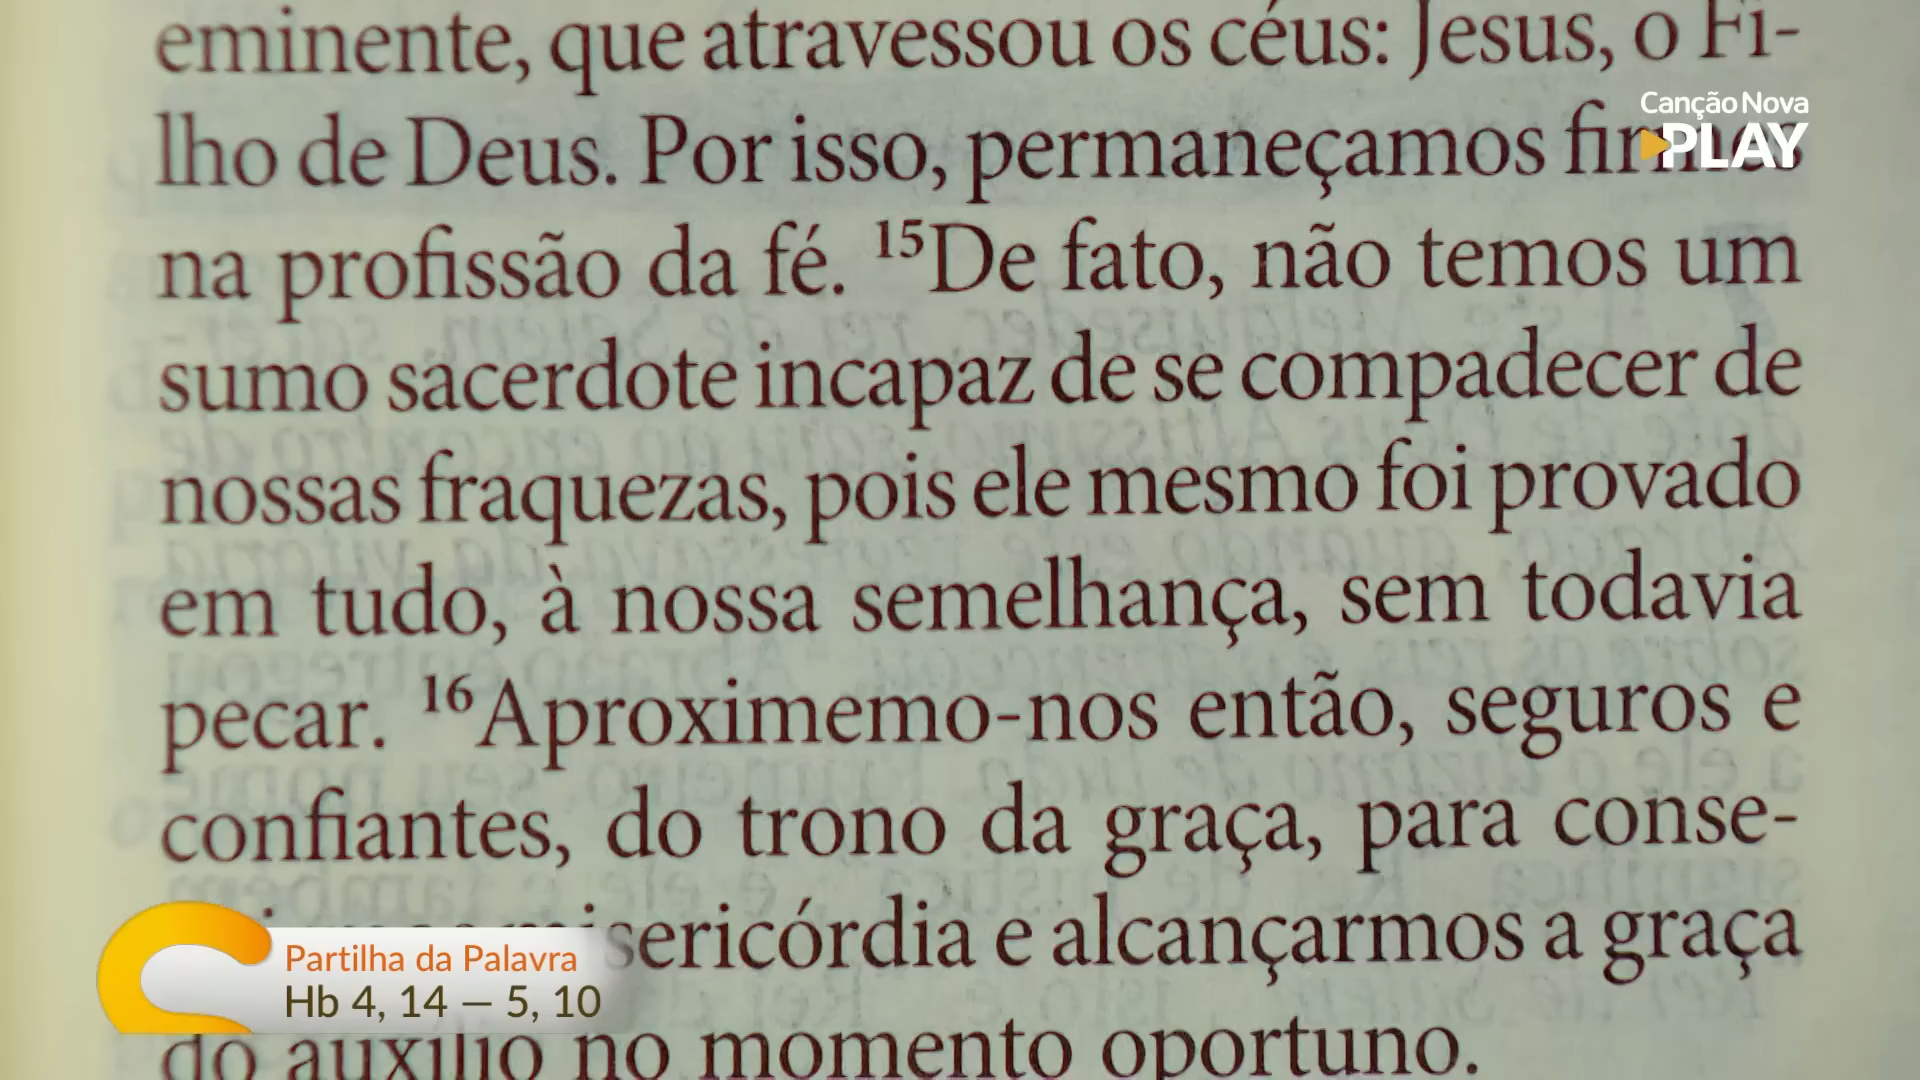 eminente, que atravessou os céus: Jesus, o Fi-
Canção Nova
PLAY
lho de Deus. Por isso, permaneçamos firmes
na profissão da fé. ¹⁵De fato, não temos um
sumo sacerdote incapaz de se compadecer de
nossas fraquezas, pois ele mesmo foi provado
em tudo, à nossa semelhança, sem todavia
pecar. ¹⁶Aproximemo-nos então, seguros e
confiantes, do trono da graça, para conse-
misericórdia e alcançarmos a graça
Partilha da Palavra
Hb 4, 14 – 5, 10
do auxílio no momento oportuno.